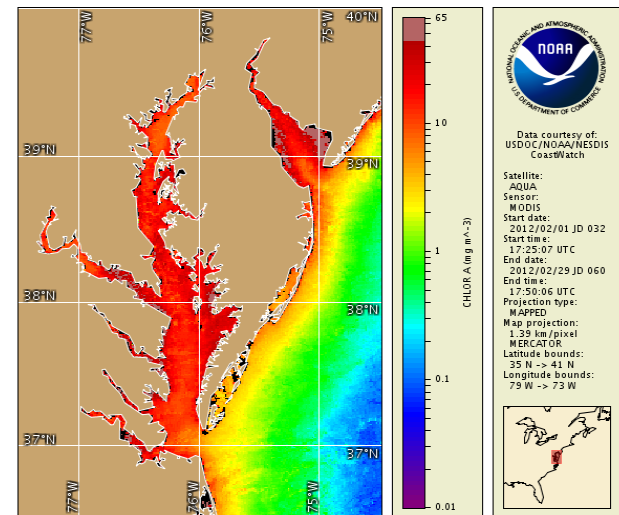 77°W
76°W
75°W
40°N
39°N
39°N
38°N
38°N
37°N
37°N
77°W
76°W
75°W
65
10
1
0.1
0.01
CHLOR A (mg m^-3)
NATIONAL OCEANIC AND ATMOSPHERIC ADMINISTRATION
NOAA
U.S. DEPARTMENT OF COMMERCE
Data courtesy of:
USDOC/NOAA/NESDIS
CoastWatch
Satellite:
AQUA
Sensor:
MODIS
Start date:
2012/02/01 JD 032
Start time:
17:25:07 UTC
End date:
2012/02/29 JD 060
End time:
17:50:06 UTC
Projection type:
MAPPED
Map projection:
1.39 km/pixel
MERCATOR
Latitude bounds:
35 N -> 41 N
Longitude bounds:
79 W -> 73 W